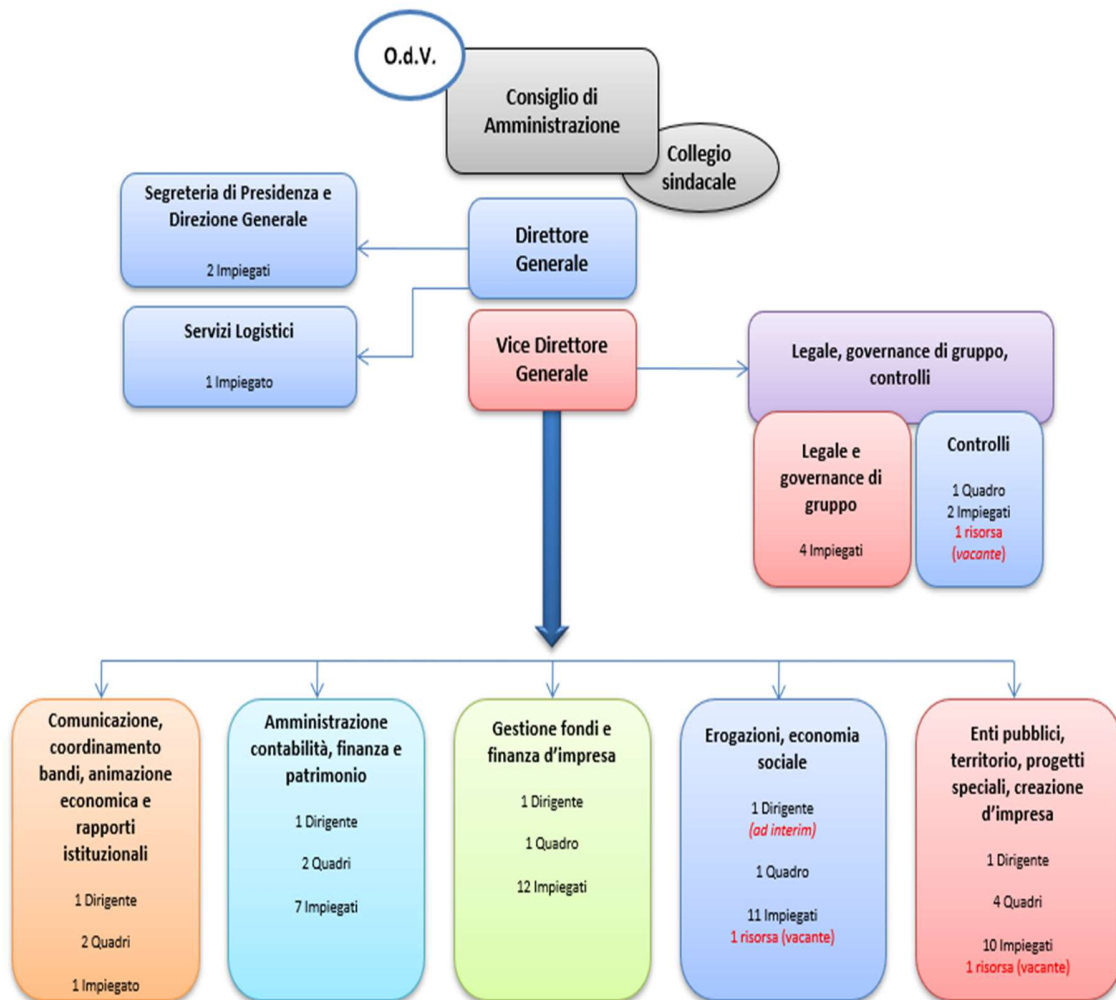 O.d.V.
Consiglio di
Amministrazione
Collegio
sindacale
Segreteria di Presidenza e
Direzione Generale
2 Impiegati
Direttore
Generale
Servizi Logistici
1 Impiegato
Vice Direttore
Generale
Legale, governance di gruppo,
controlli
Legale e
governance di
gruppo
4 Impiegati
Controlli
1 Quadro
2 Impiegati
1 risorsa
(vacante)
Comunicazione,
coordinamento
bandi, animazione
economica e
rapporti
istituzionali
1 Dirigente
2 Quadri
1 Impiegato
Amministrazione
contabilità, finanza e
patrimonio
1 Dirigente
2 Quadri
7 Impiegati
Gestione fondi e
finanza d'impresa
1 Dirigente
1 Quadro
12 Impiegati
Erogazioni, economia
sociale
1 Dirigente
(ad interim)
1 Quadro
11 Impiegati
1 risorsa (vacante)
Enti pubblici,
territorio, progetti
speciali, creazione
d'impresa
1 Dirigente
4 Quadri
10 Impiegati
1 risorsa (vacante)